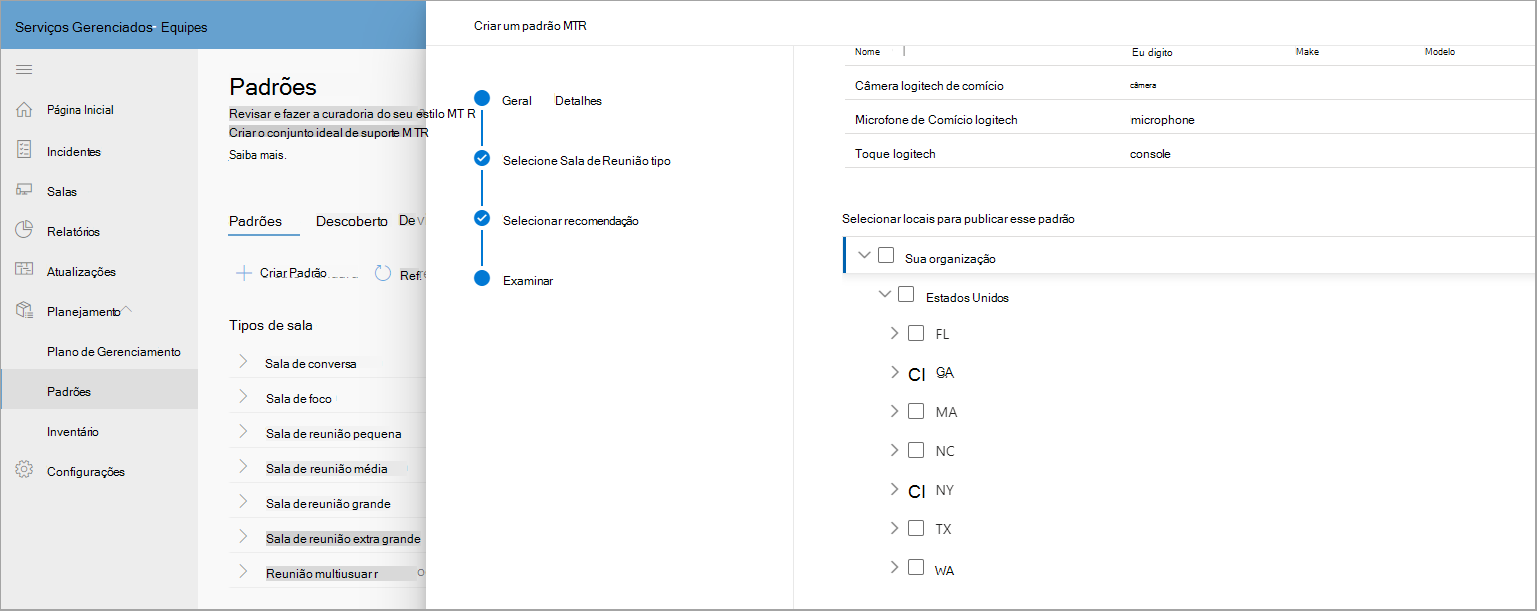 Serviços Gerenciados- Equipes
Página Inicial
Incidentes
Salas
Relatórios
Atualizações
Planejamento
Plano de Gerenciamento
Padrões
Inventário
Configurações
Padrões
Revisar e fazer a curadoria do seu estilo MT R
Criar o conjunto ideal de suporte M TR
Saiba mais.
Padrões Descoberto De
Criar Padrão Ref
Tipos de sala
Sala de conversa
Sala de foco
Sala de reunião pequena
Sala de reunião média
Sala de reunião grande
Sala de reunião extra grande
Reunião multiusuar r
Criar um padrão MTR
Geral Detalhes
Selecione Sala de Reunião tipo
Selecionar recomendação
Examinar
Nome Eu digito Make Modelo
Câmera logitech de comício câmera
Microfone de Comício logitech microphone
Toque logitech console
Selecionar locais para publicar esse padrão
Sua organização
Estados Unidos
FL
CI GA
MA
NC
CI NY
TX
WA